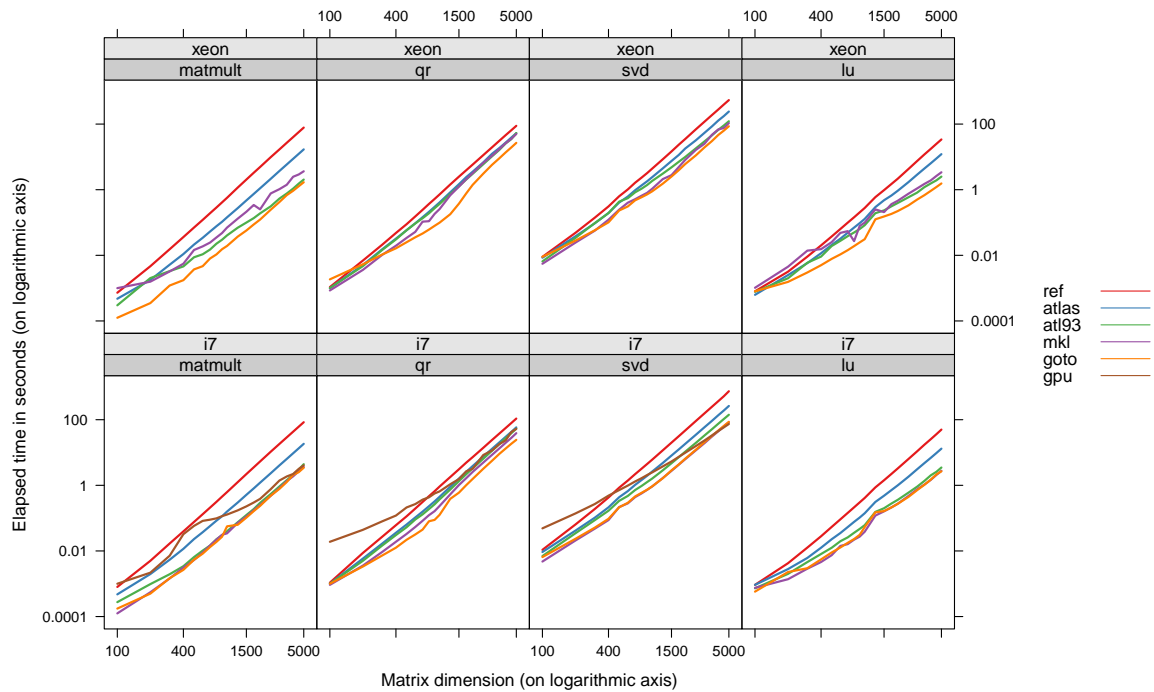 100 400 1500 5000
100 400 1500 5000
xeon xeon xeon xeon
matmult qr svd lu
100
1
0.01
0.0001
i7 i7 i7 i7
matmult qr svd lu
100
1
0.01
0.0001
100 400 1500 5000
100 400 1500 5000
Elapsed time in seconds (on logarithmic axis)
Matrix dimension (on logarithmic axis)
ref
atlas
atl93
mkl
goto
gpu